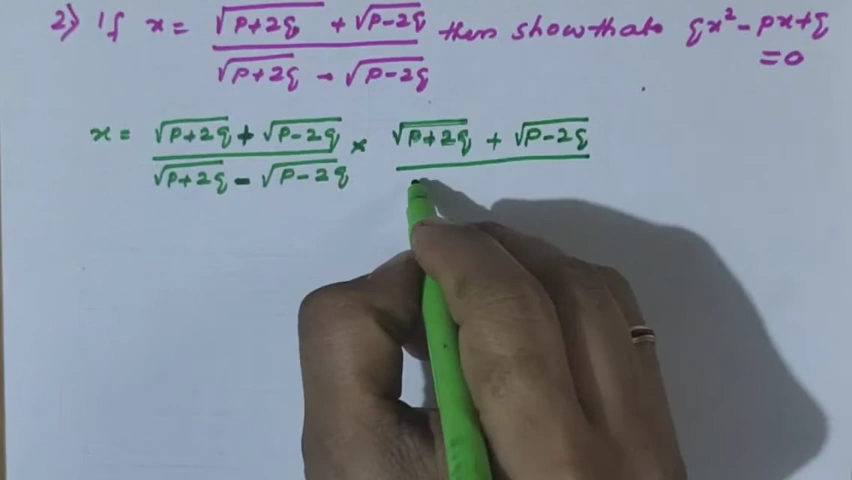 2) If x = √P+2q + √P-2q / √P+2q - √P-2q then show that qx² - px + q = 0
x = √P+2q + √P-2q / √P+2q - √P-2q × √P+2q + √P-2q